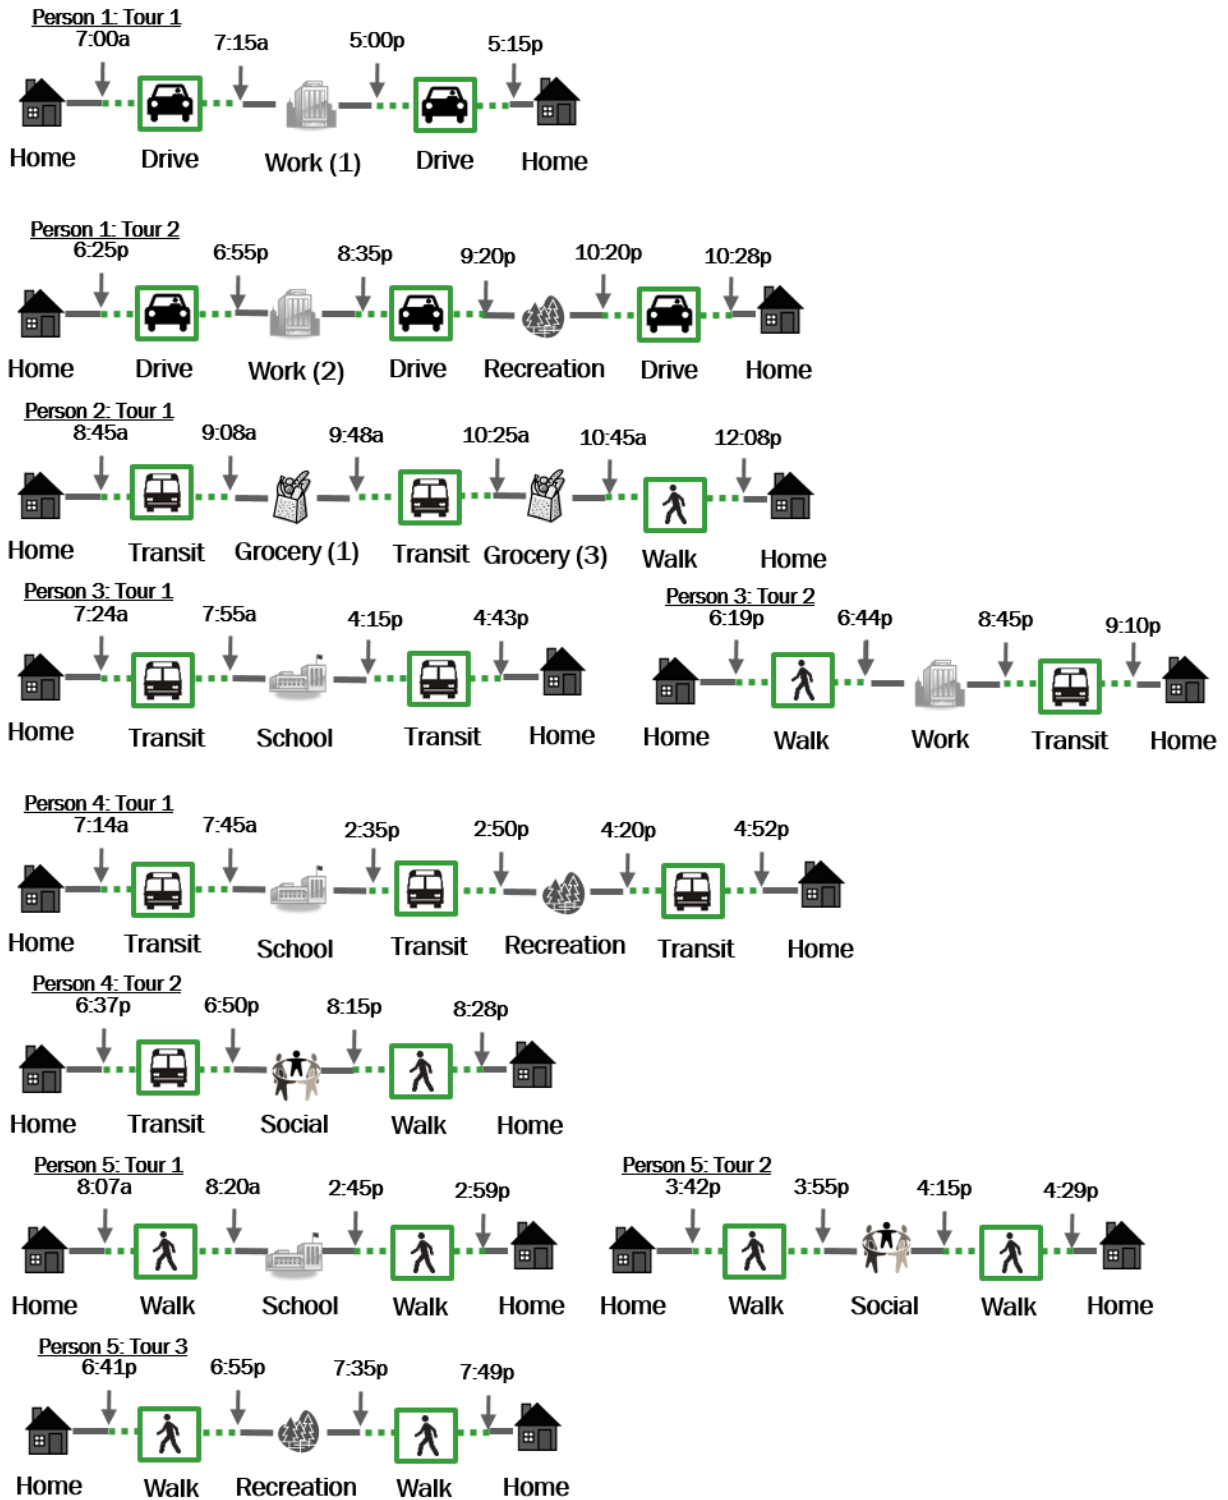 Person 1: Tour 1
7:00a 7:15a 5:00p 5:15p
Home Drive Work (1) Drive Home
Person 1: Tour 2
6:25p 6:55p 8:35p 9:20p 10:20p 10:28p
Home Drive Work (2) Drive Recreation Drive Home
Person 2: Tour 1
8:45a 9:08a 9:48a 10:25a 10:45a 12:08p
Home Transit Grocery (1) Transit Grocery (3) Walk Home
Person 3: Tour 1
7:24a 7:55a 4:15p 4:43p
Home Transit School Transit Home
Person 3: Tour 2
6:19p 6:44p 8:45p 9:10p
Home Walk Work Transit Home
Person 4: Tour 1
7:14a 7:45a 2:35p 2:50p 4:20p 4:52p
Home Transit School Transit Recreation Transit Home
Person 4: Tour 2
6:37p 6:50p 8:15p 8:28p
Home Transit Social Walk Home
Person 5: Tour 1
8:07a 8:20a 2:45p 2:59p
Home Walk School Walk Home
Person 5: Tour 2
3:42p 3:55p 4:15p 4:29p
Home Walk Social Walk Home
Person 5: Tour 3
6:41p 6:55p 7:35p 7:49p
Home Walk Recreation Walk Home